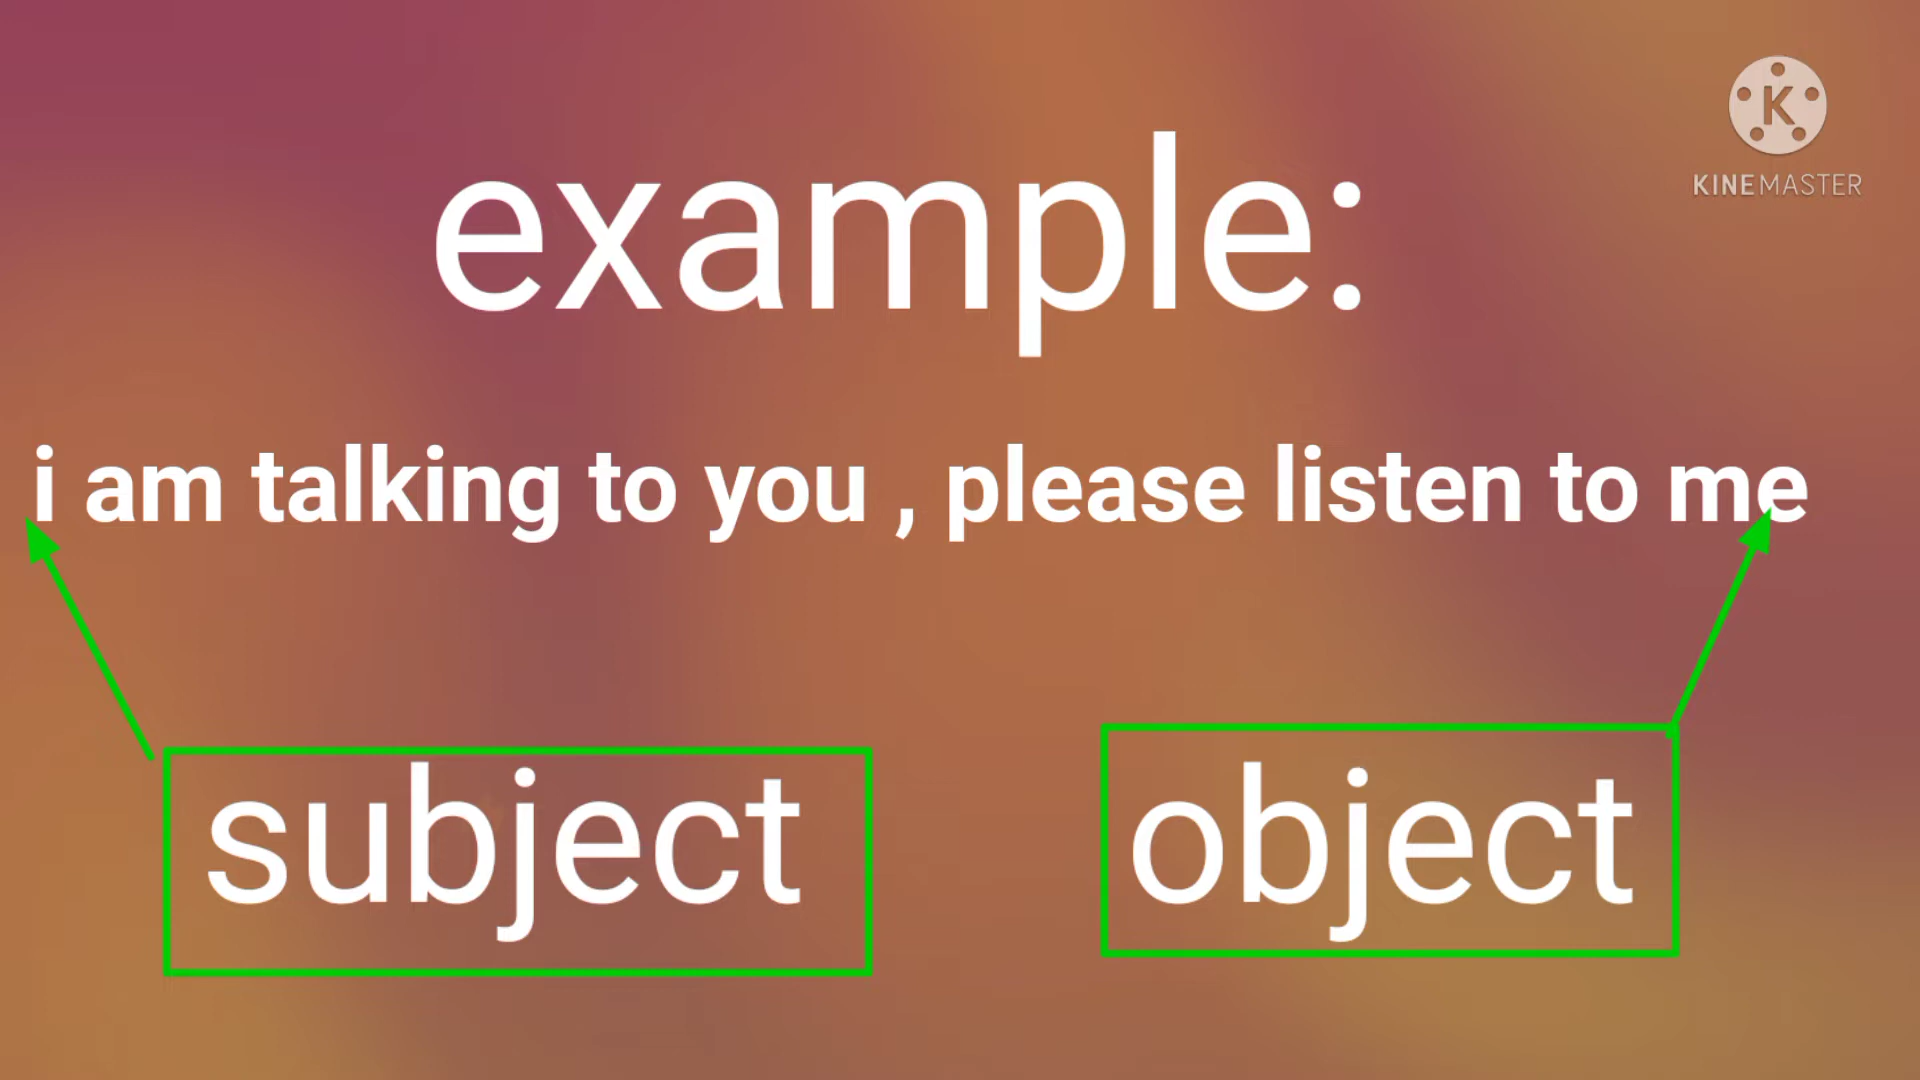 K
KINEMASTER
example:
i am talking to you , please listen to me
subject
object